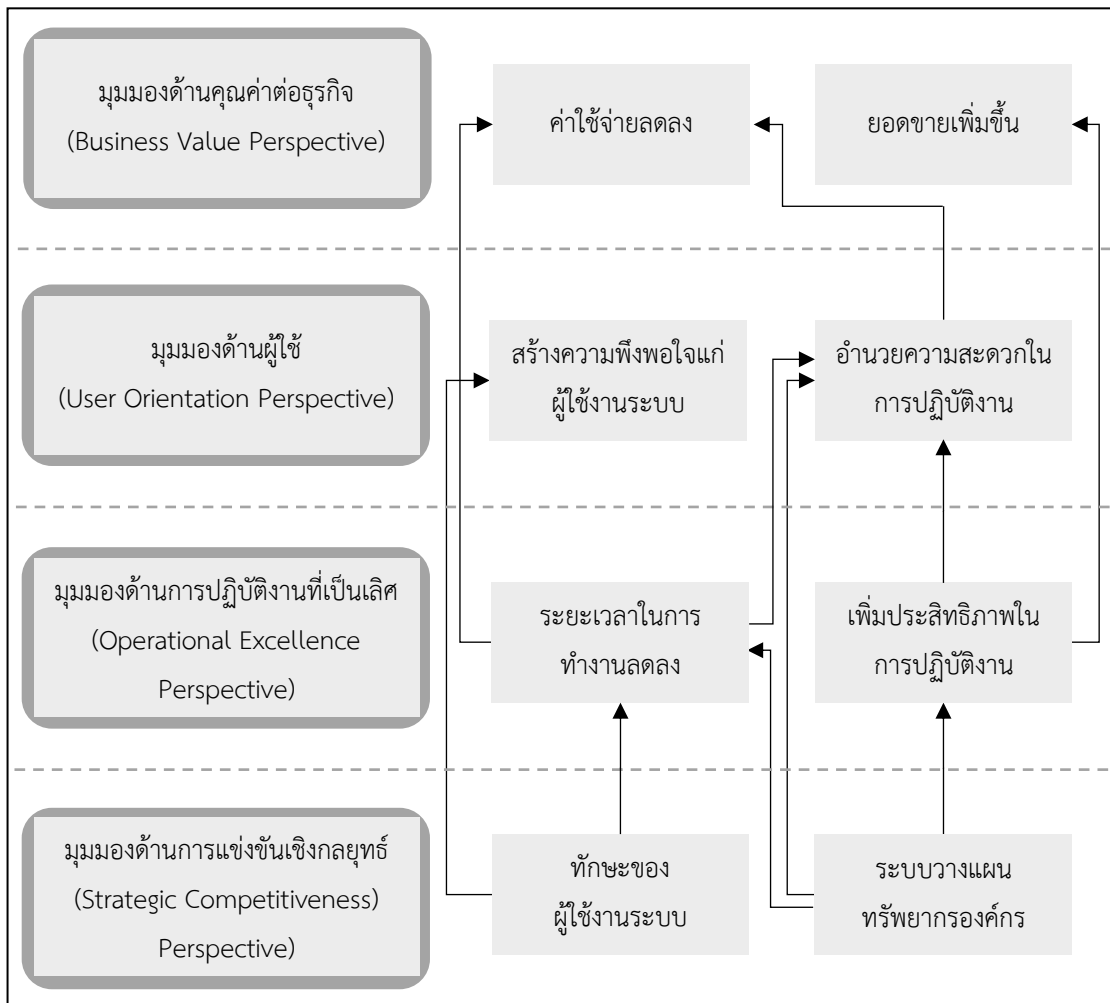 มุมมองด้านคุณค่าต่อธุรกิจ
(Business Value Perspective)
ค่าใช้จ่ายลดลง
ยอดขายเพิ่มขึ้น
มุมมองด้านผู้ใช้
(User Orientation Perspective)
สร้างความพึงพอใจแก่
ผู้ใช้งานระบบ
อำนวยความสะดวกใน
การปฏิบัติงาน
มุมมองด้านการปฏิบัติงานที่เป็นเลิศ
(Operational Excellence
Perspective)
ระยะเวลาในการ
ทำงานลดลง
เพิ่มประสิทธิภาพใน
การปฏิบัติงาน
มุมมองด้านการแข่งขันเชิงกลยุทธ์
(Strategic Competitiveness)
Perspective)
ทักษะของ
ผู้ใช้งานระบบ
ระบบวางแผน
ทรัพยากรองค์กร